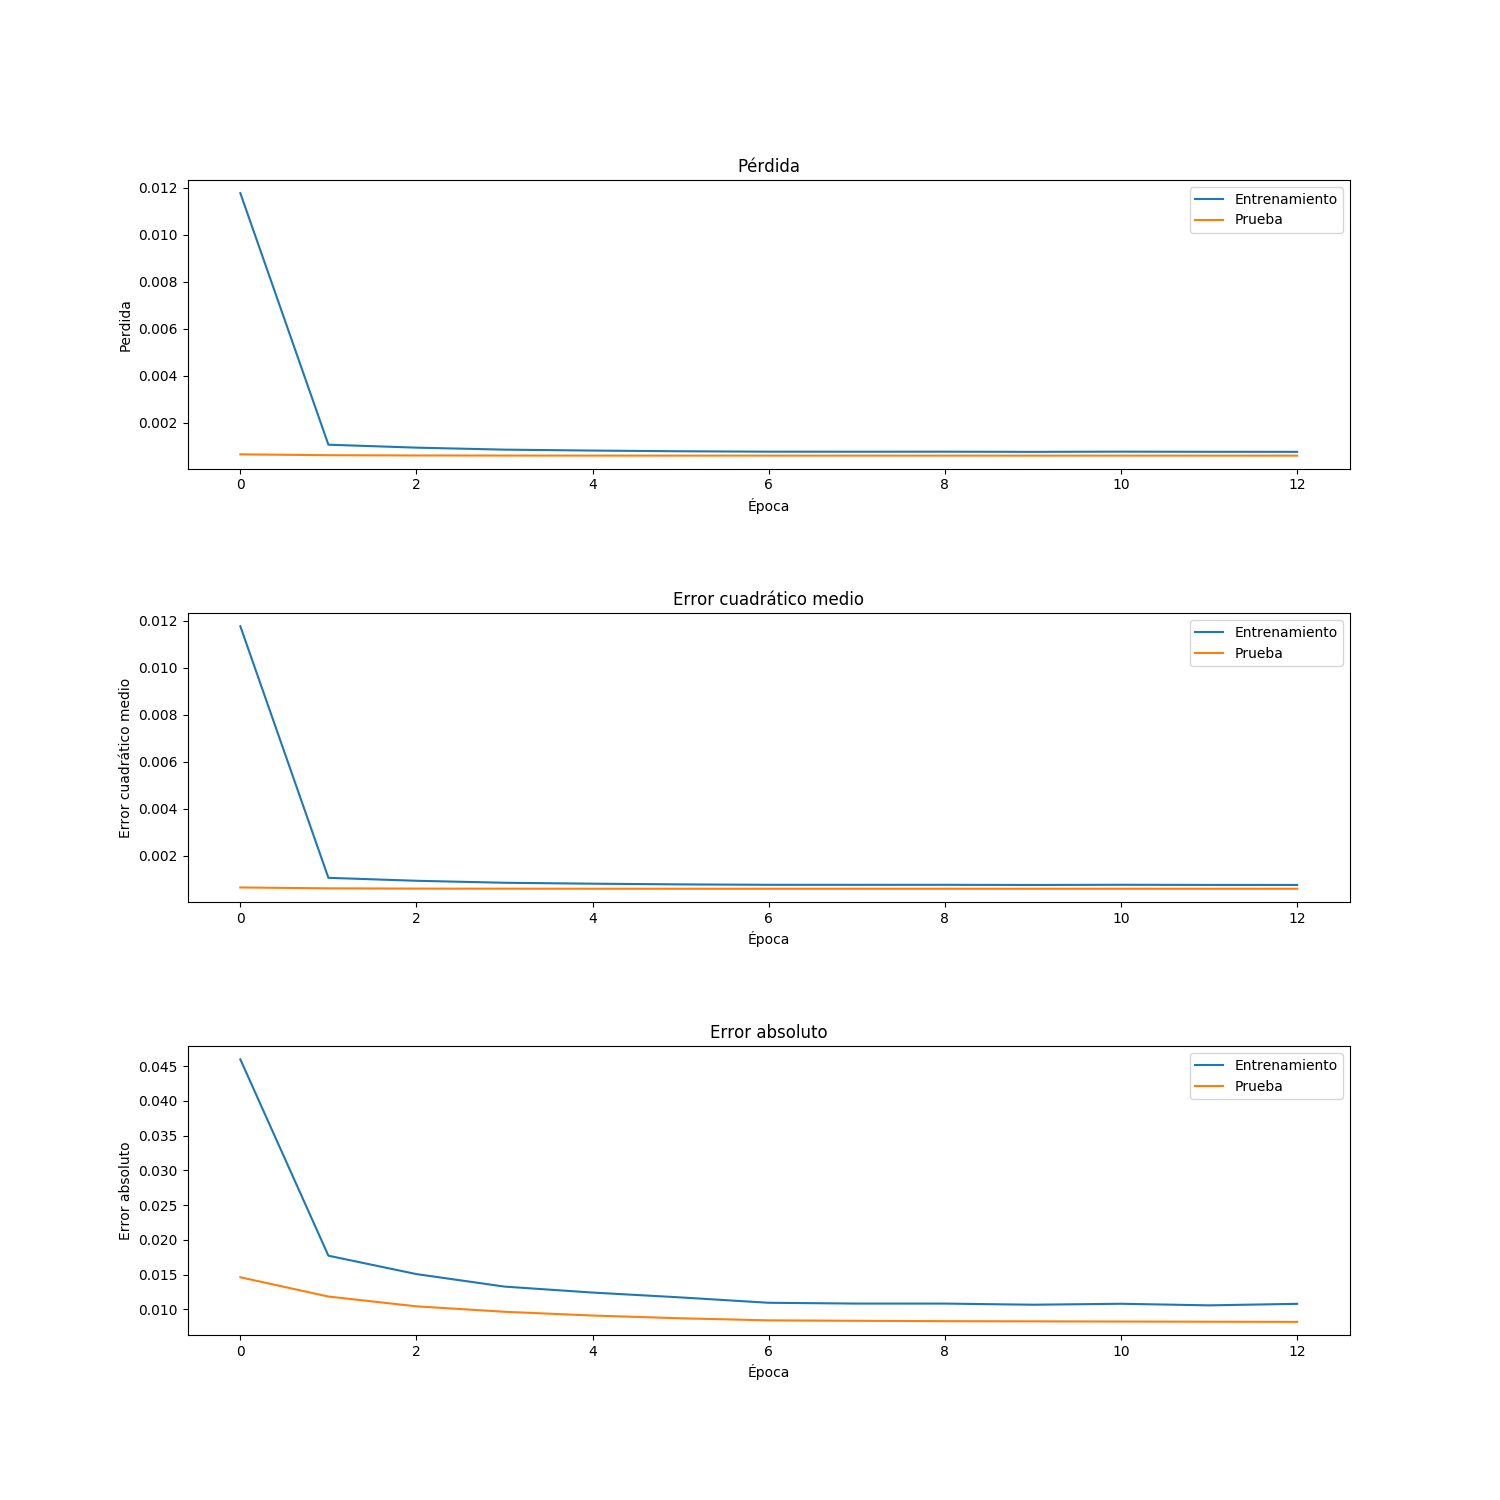 Pérdida
0.012
0.010
0.008
0.006
0.004
0.002
Perdida
Entrenamiento
Prueba
0 2 4 6 8 10 12
Época
Error cuadrático medio
0.012
0.010
0.008
0.006
0.004
0.002
Error cuadrático medio
Entrenamiento
Prueba
0 2 4 6 8 10 12
Época
Error absoluto
0.045
0.040
0.035
0.030
0.025
0.020
0.015
0.010
Error absoluto
Entrenamiento
Prueba
0 2 4 6 8 10 12
Época